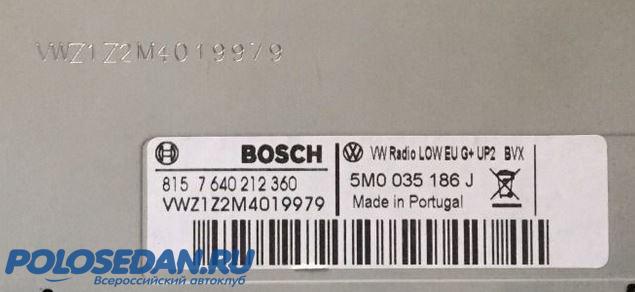 VWZ1Z2M4019979
BOSCH
815 7 640 212 360
VWZ1Z2M4019979
VW Radio LOW EU G+ UP2 BVX
5M0 035 186 J
Made in Portugal
POLOSEDAN.RU
Всероссийский автоклуб